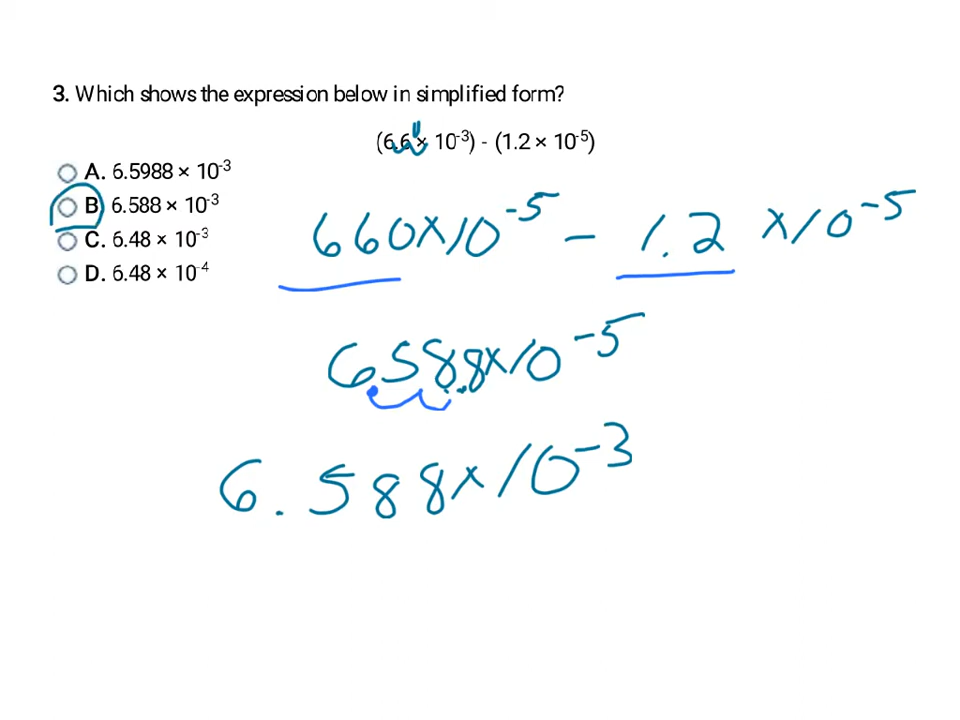 3. Which shows the expression below in simplified form?
(6.6 × 10⁻³) - (1.2 × 10⁻⁵)
A. 6.5988 × 10⁻³
B. 6.588 × 10⁻³
C. 6.48 × 10⁻³
D. 6.48 × 10⁻⁴
660×10⁻⁵ − 1.2 ×10⁻⁵
658.8×10⁻⁵
6.588×10⁻³